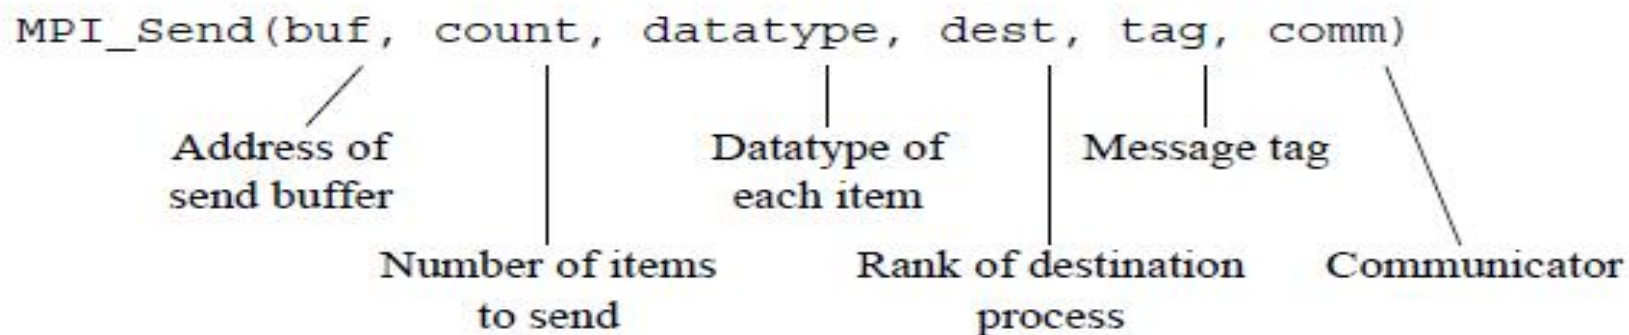 MPI_Send(buf, count, datatype, dest, tag, comm)
Address of
send buffer
Datatype of
each item
Message tag
Number of items
to send
Rank of destination
process
Communicator